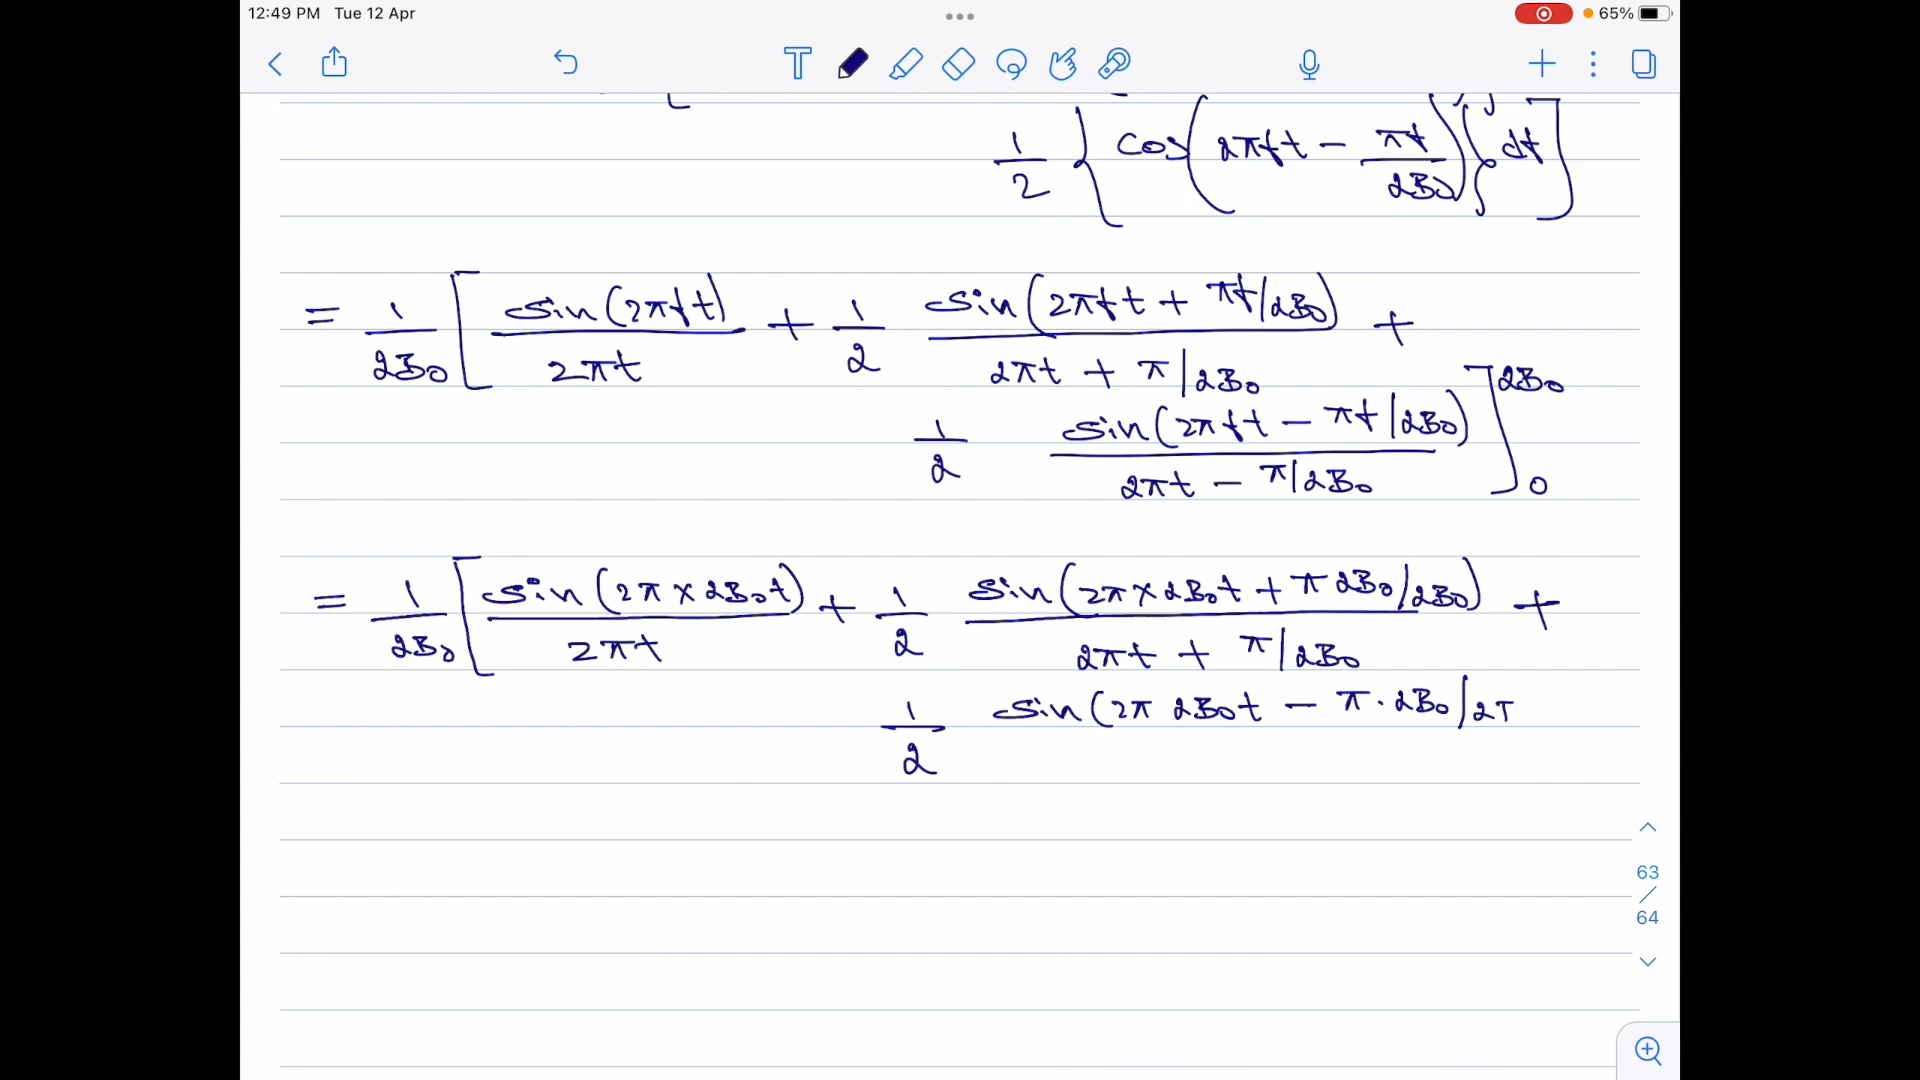 12:49 PM Tue 12 Apr 65%
1/2 { cos( 2πft − πf/2B₀ ) } df ]
= 1/2B₀ [ sin(2πft)/2πt + 1/2 sin(2πft + πf/2B₀)/2πt + π/2B₀ +
1/2 sin(2πft − πf/2B₀)/2πt − π/2B₀ ]₀^2B₀
= 1/2B₀ [ sin(2π × 2B₀t)/2πt + 1/2 sin(2π × 2B₀t + π 2B₀/2B₀)/2πt + π/2B₀ +
1/2 sin(2π 2B₀t − π · 2B₀/2
63
64